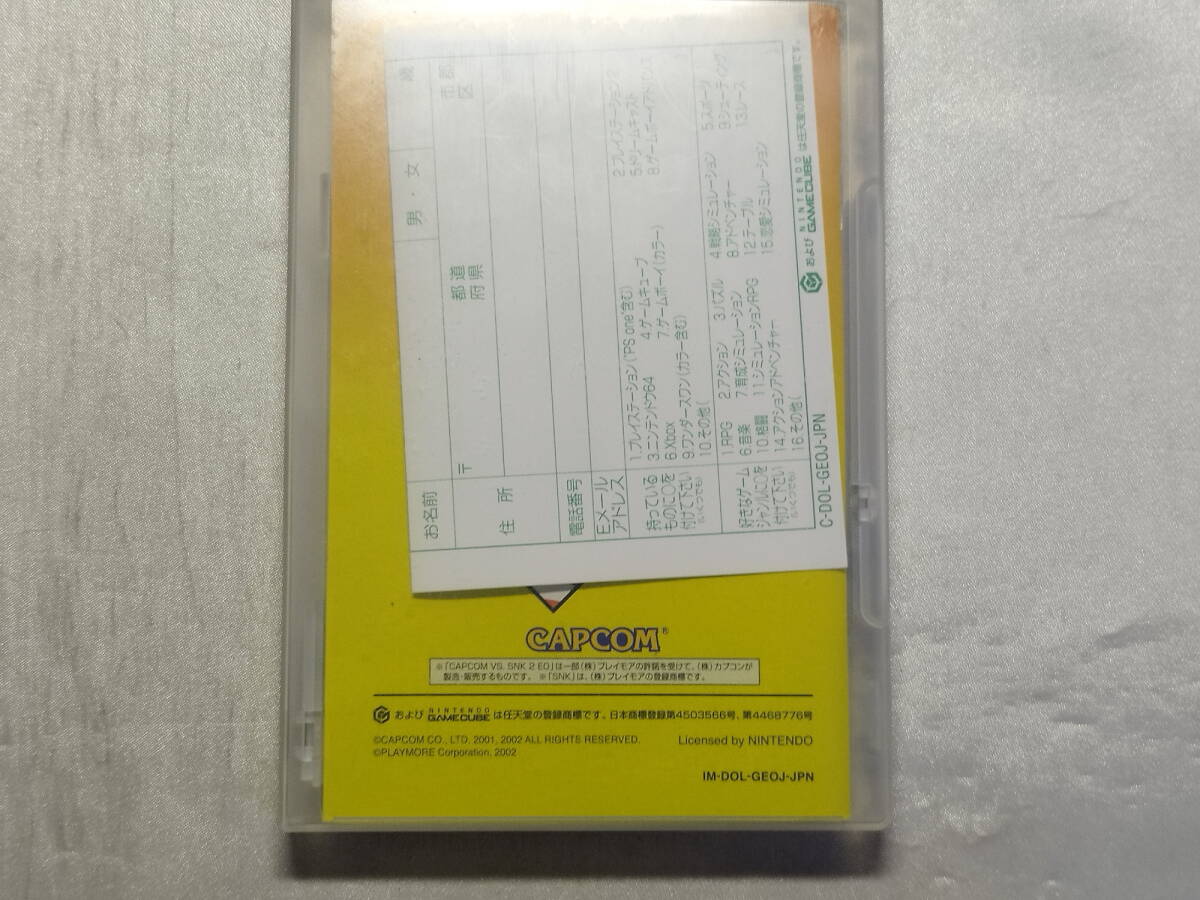 お名前
男・女
歳
住所
〒
都道
府県
市郡
区
電話番号
Eメール
アドレス
持っている
ものに○を
付けて下さい
(いくつでも)
1.プレイステーション("PS one"含む) 2.プレイステーション2
3.ニンテンドウ64 4.ゲームキューブ 5.ドリームキャスト
6.Xbox 7.ゲームボーイ(カラー) 8.ゲームボーイアドバンス
9.ワンダースワン(カラー含む)
10.その他(
好きなゲーム
ジャンルに○を
付けて下さい
(いくつでも)
1.RPG 2.アクション 3.パズル 4.戦略シミュレーション 5.スポーツ
6.音楽 7.育成シミュレーション 8.アドベンチャー 9.シューティング
10.格闘 11.シミュレーションRPG 12.テーブル 13.レース
14.アクションアドベンチャー 15.恋愛シミュレーション
16.その他(
C-DOL-GEOJ-JPN
および NINTENDO GAMECUBE は任天堂の登録商標です。
CAPCOM®
※「CAPCOM VS. SNK 2 EO」は一部(株)プレイモアの許諾を受けて、(株)カプコンが
製造・販売するものです。 ※「SNK」は、(株)プレイモアの登録商標です。
および NINTENDO GAMECUBE は任天堂の登録商標です。日本商標登録第4503566号、第4468776号
©CAPCOM CO., LTD. 2001, 2002 ALL RIGHTS RESERVED.
Licensed by NINTENDO
©PLAYMORE Corporation, 2002
IM-DOL-GEOJ-JPN